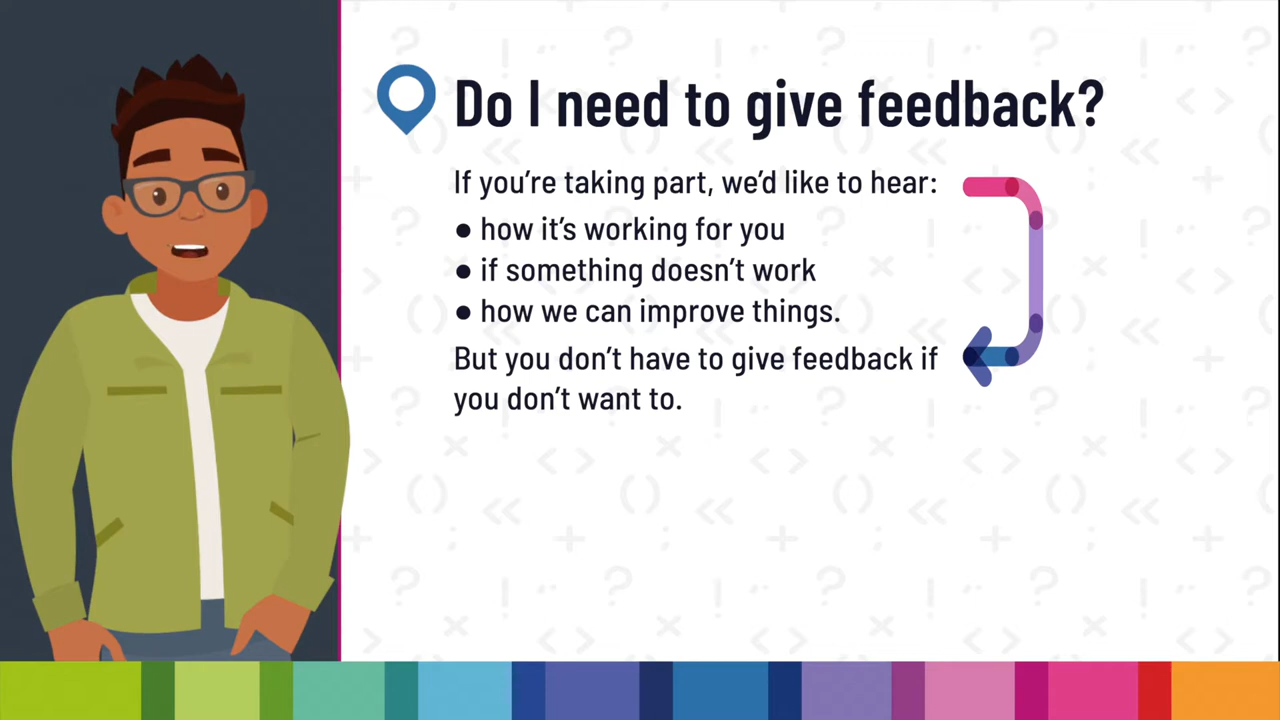 Do I need to give feedback?
If you’re taking part, we’d like to hear:
● how it’s working for you
● if something doesn’t work
● how we can improve things.
But you don’t have to give feedback if
you don’t want to.